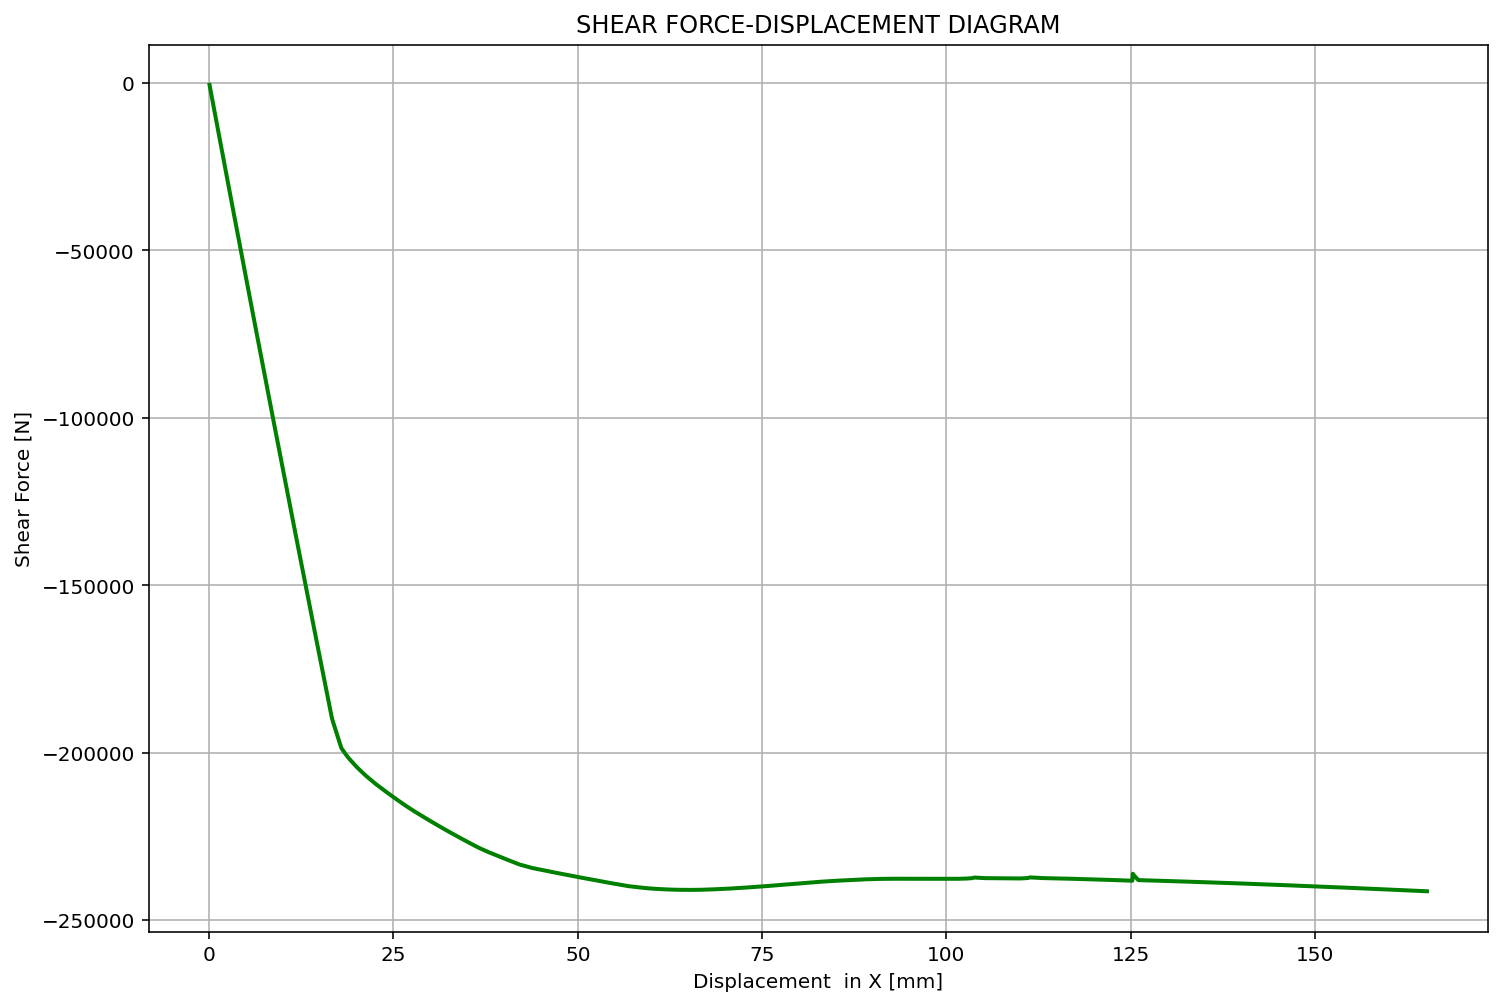 SHEAR FORCE-DISPLACEMENT DIAGRAM
0
−50000
−100000
−150000
−200000
−250000
Shear Force [N]
0 25 50 75 100 125 150
Displacement  in X [mm]